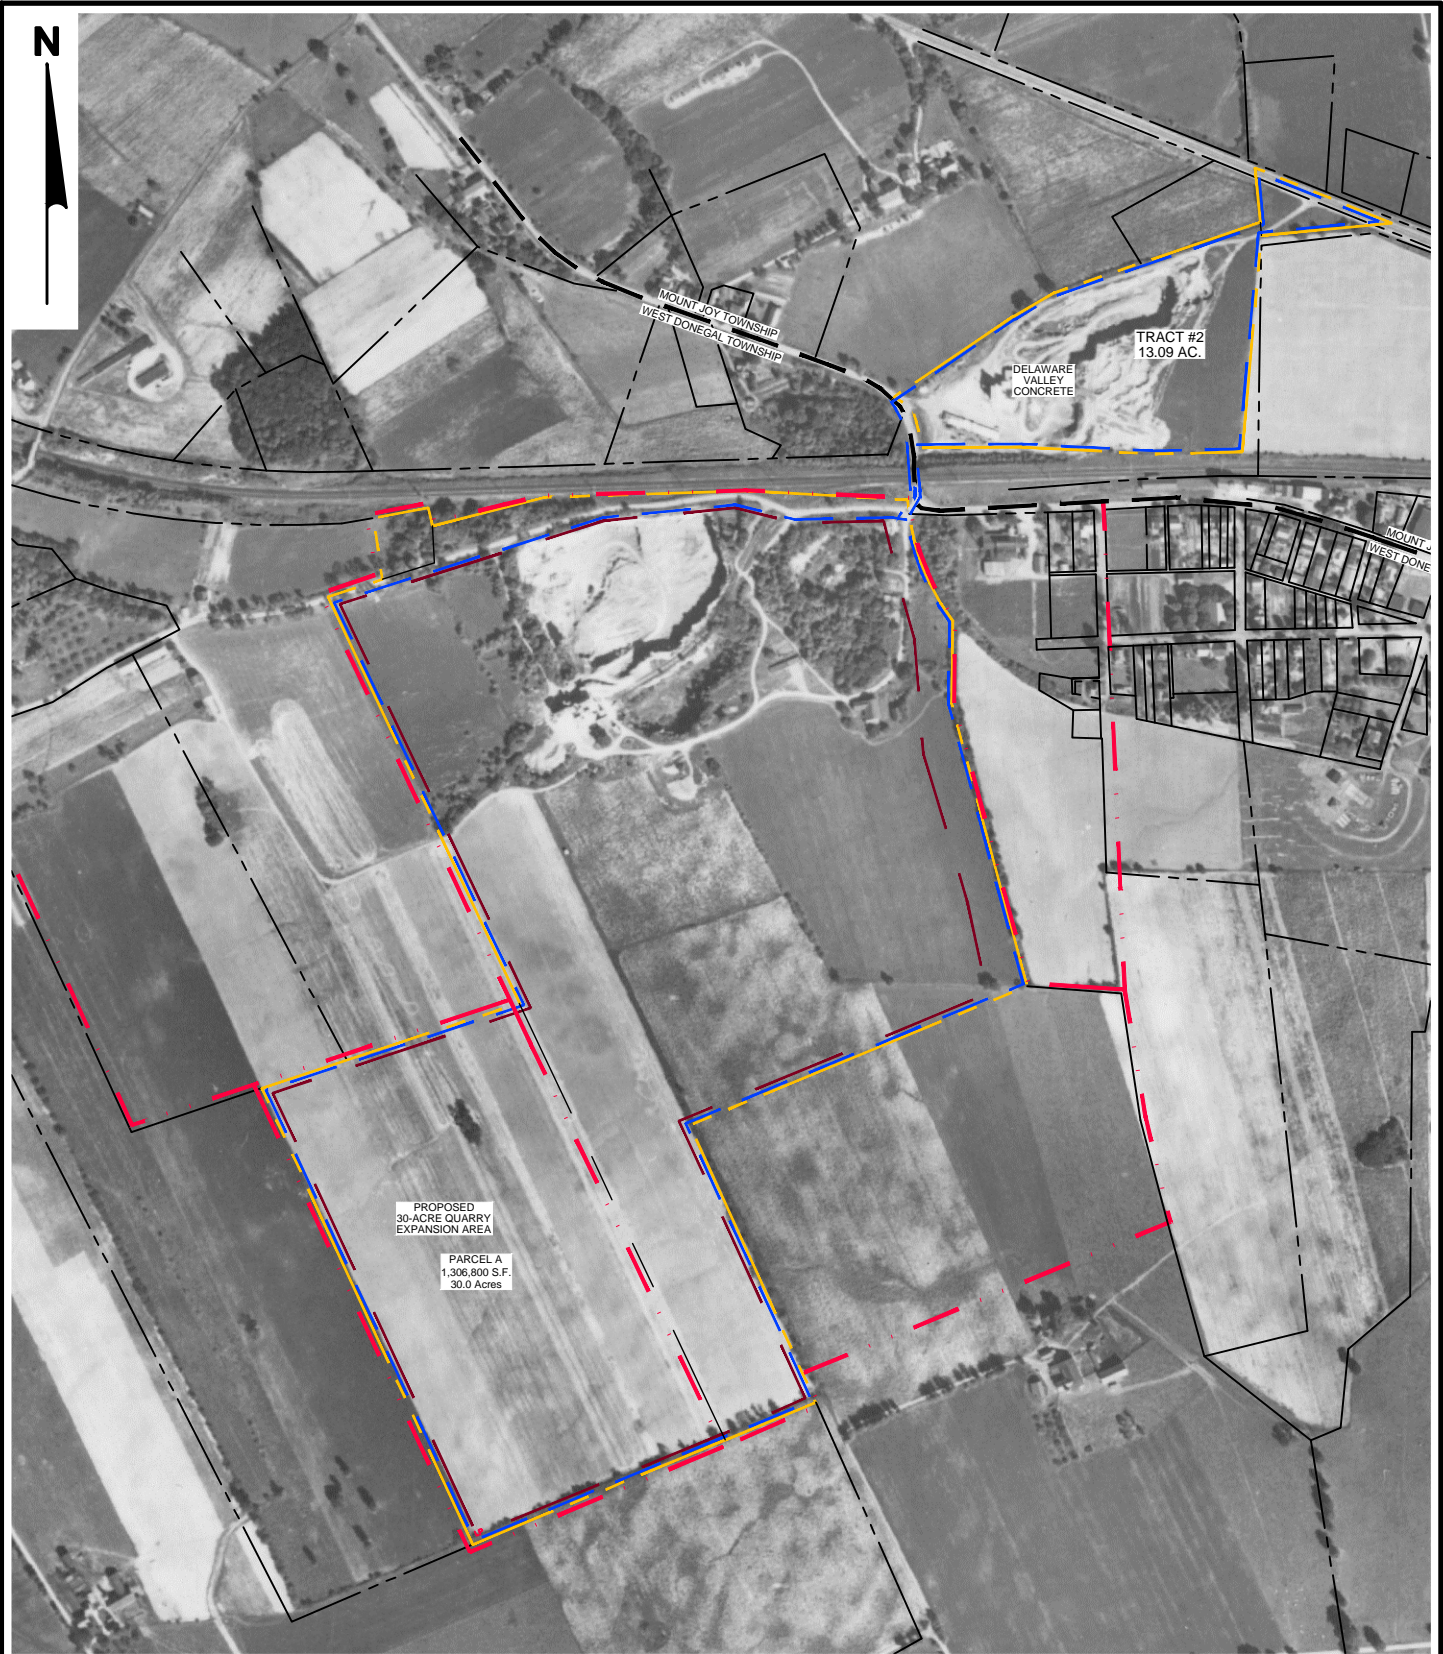 N
MOUNT JOY TOWNSHIP
WEST DONEGAL TOWNSHIP
TRACT #2
13.09 AC.
DELAWARE
VALLEY
CONCRETE
MOUNT J
WEST DONE
PROPOSED
30-ACRE QUARRY
EXPANSION AREA
PARCEL A
1,306,800 S.F.
30.0 Acres